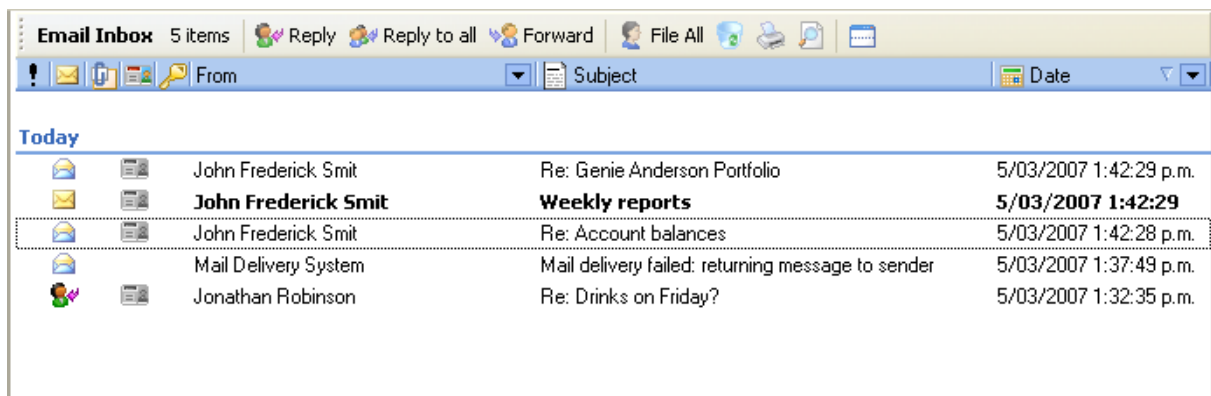 Email Inbox 5 items Reply Reply to all Forward File All
From Subject Date
Today
John Frederick Smit Re: Genie Anderson Portfolio 5/03/2007 1:42:29 p.m.
John Frederick Smit Weekly reports 5/03/2007 1:42:29
John Frederick Smit Re: Account balances 5/03/2007 1:42:28 p.m.
Mail Delivery System Mail delivery failed: returning message to sender 5/03/2007 1:37:49 p.m.
Jonathan Robinson Re: Drinks on Friday? 5/03/2007 1:32:35 p.m.